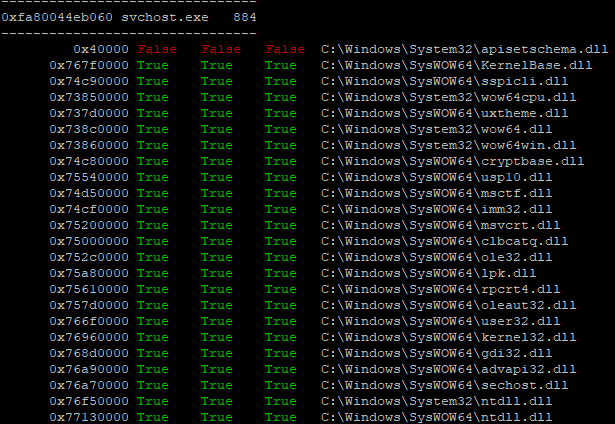 --------------------------------
0xfa80044eb060 svchost.exe 884
--------------------------------
0x40000 False False False C:\Windows\System32\apisetschema.dll
0x767f0000 True True True C:\Windows\SysWOW64\KernelBase.dll
0x74c90000 True True True C:\Windows\SysWOW64\sspicli.dll
0x73850000 True True True C:\Windows\System32\wow64cpu.dll
0x737d0000 True True True C:\Windows\SysWOW64\uxtheme.dll
0x738c0000 True True True C:\Windows\System32\wow64.dll
0x73860000 True True True C:\Windows\System32\wow64win.dll
0x74c80000 True True True C:\Windows\SysWOW64\cryptbase.dll
0x75540000 True True True C:\Windows\SysWOW64\usp10.dll
0x74d50000 True True True C:\Windows\SysWOW64\msctf.dll
0x74cf0000 True True True C:\Windows\SysWOW64\imm32.dll
0x75200000 True True True C:\Windows\SysWOW64\msvcrt.dll
0x75000000 True True True C:\Windows\SysWOW64\clbcatq.dll
0x752c0000 True True True C:\Windows\SysWOW64\ole32.dll
0x75a80000 True True True C:\Windows\SysWOW64\lpk.dll
0x75610000 True True True C:\Windows\SysWOW64\rpcrt4.dll
0x757d0000 True True True C:\Windows\SysWOW64\oleaut32.dll
0x766f0000 True True True C:\Windows\SysWOW64\user32.dll
0x76960000 True True True C:\Windows\SysWOW64\kernel32.dll
0x768d0000 True True True C:\Windows\SysWOW64\gdi32.dll
0x76a90000 True True True C:\Windows\SysWOW64\advapi32.dll
0x76a70000 True True True C:\Windows\SysWOW64\sechost.dll
0x76f50000 True True True C:\Windows\System32\ntdll.dll
0x77130000 True True True C:\Windows\SysWOW64\ntdll.dll